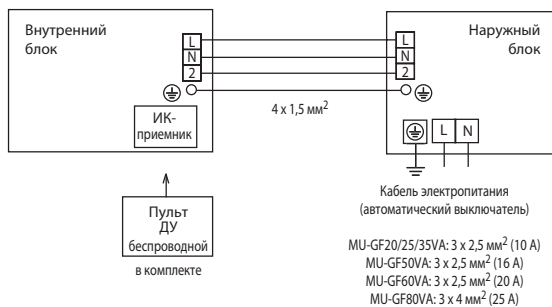 Внутренний
блок
L
N
2
ИК-
приемник
Пульт
ДУ
беспроводной
в комплекте
4 x 1,5 мм²
Наружный
блок
L
N
2
L N
Кабель электропитания
(автоматический выключатель)
MU-GF20/25/35VA: 3 x 2,5 мм² (10 А)
MU-GF50VA: 3 x 2,5 мм² (16 А)
MU-GF60VA: 3 x 2,5 мм² (20 А)
MU-GF80VA: 3 x 4 мм² (25 А)